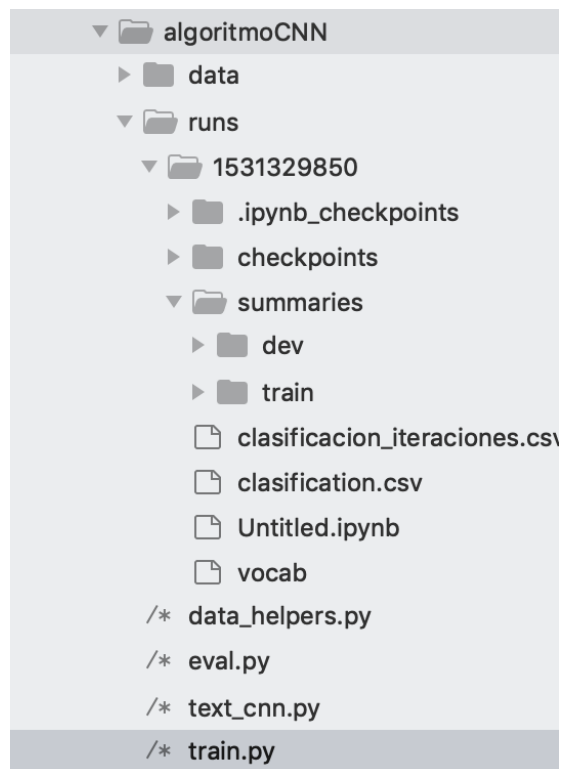 algoritmoCNN
data
runs
1531329850
.ipynb_checkpoints
checkpoints
summaries
dev
train
clasificacion_iteraciones.csv
clasification.csv
Untitled.ipynb
vocab
/* data_helpers.py
/* eval.py
/* text_cnn.py
/* train.py